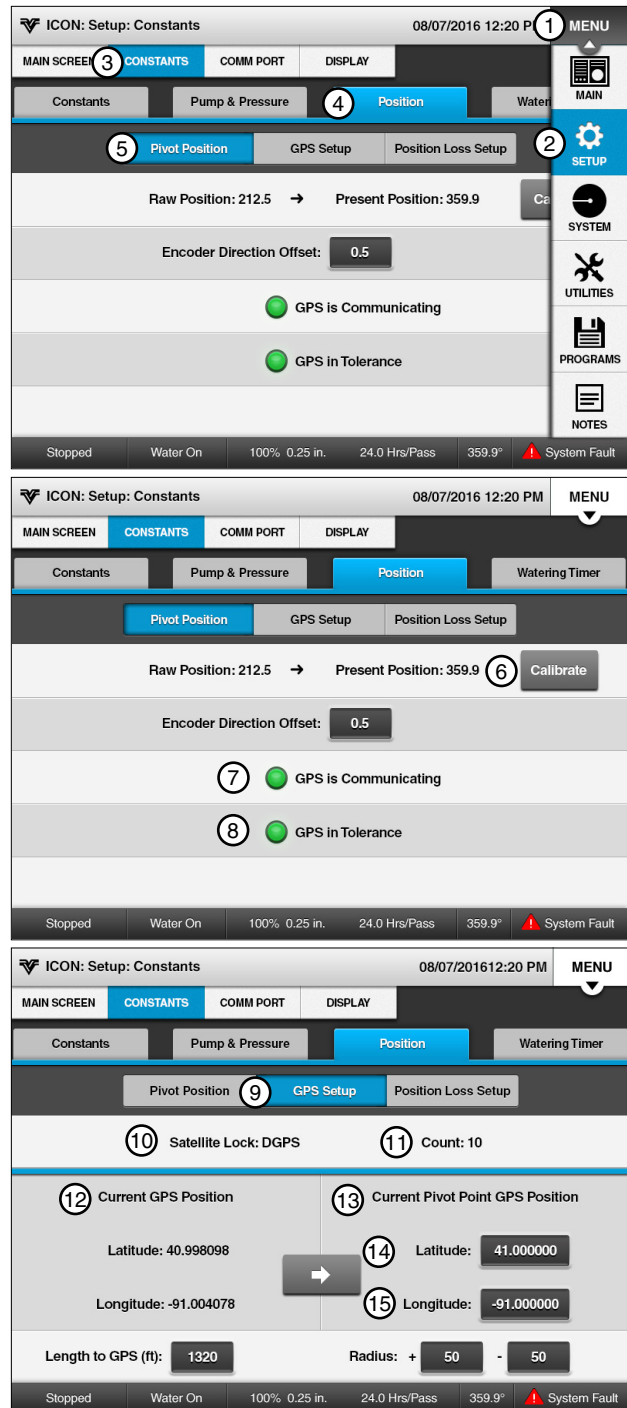 ICON: Setup: Constants 08/07/2016 12:20 P 1 MENU
MAIN SCREEN 3 CONSTANTS COMM PORT DISPLAY
MAIN
Constants Pump & Pressure 4 Position Wateri
5 Pivot Position GPS Setup Position Loss Setup
2 SETUP
Raw Position: 212.5 → Present Position: 359.9 Ca
SYSTEM
Encoder Direction Offset: 0.5
UTILITIES
GPS is Communicating
GPS in Tolerance
PROGRAMS
NOTES
Stopped Water On 100% 0.25 in. 24.0 Hrs/Pass 359.9° System Fault
ICON: Setup: Constants 08/07/2016 12:20 PM MENU
MAIN SCREEN CONSTANTS COMM PORT DISPLAY
Constants Pump & Pressure Position Watering Timer
Pivot Position GPS Setup Position Loss Setup
Raw Position: 212.5 → Present Position: 359.9 6 Calibrate
Encoder Direction Offset: 0.5
7 GPS is Communicating
8 GPS in Tolerance
Stopped Water On 100% 0.25 in. 24.0 Hrs/Pass 359.9° System Fault
ICON: Setup: Constants 08/07/201612:20 PM MENU
MAIN SCREEN CONSTANTS COMM PORT DISPLAY
Constants Pump & Pressure Position Watering Timer
Pivot Position 9 GPS Setup Position Loss Setup
10 Satellite Lock: DGPS 11 Count: 10
12 Current GPS Position 13 Current Pivot Point GPS Position
Latitude: 40.998098 14 Latitude: 41.000000
Longitude: -91.004078 15 Longitude: -91.000000
Length to GPS (ft): 1320 Radius: + 50 - 50
Stopped Water On 100% 0.25 in. 24.0 Hrs/Pass 359.9° System Fault